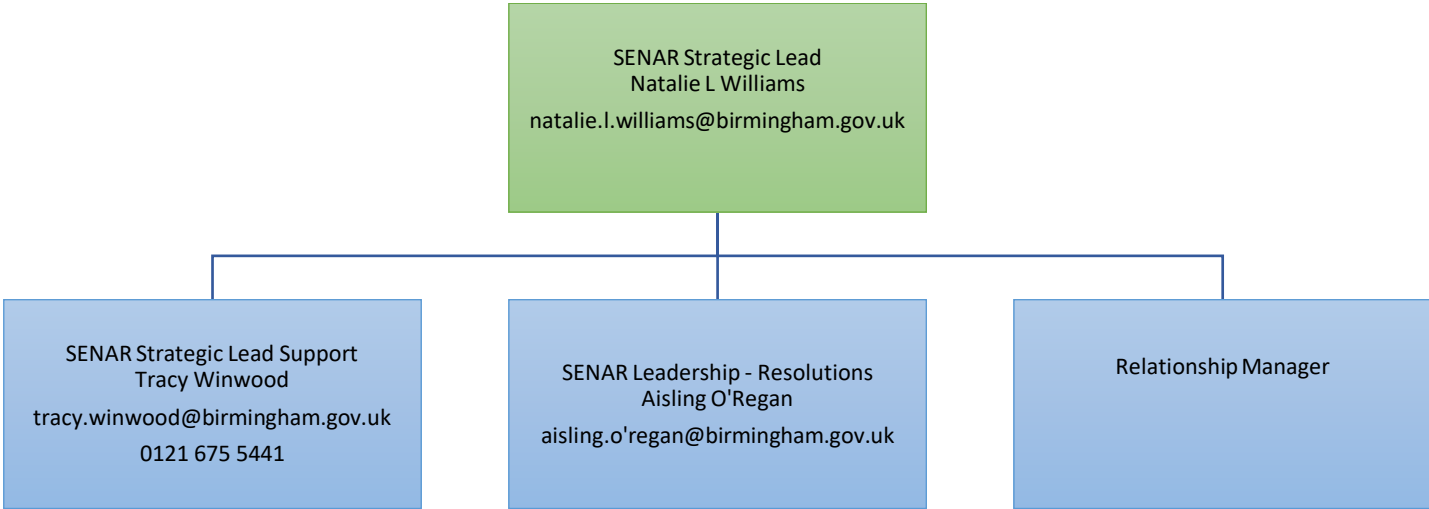 SENAR Strategic Lead
Natalie L Williams
natalie.l.williams@birmingham.gov.uk
SENAR Strategic Lead Support
Tracy Winwood
tracy.winwood@birmingham.gov.uk
0121 675 5441
SENAR Leadership - Resolutions
Aisling O'Regan
aisling.o'regan@birmingham.gov.uk
Relationship Manager